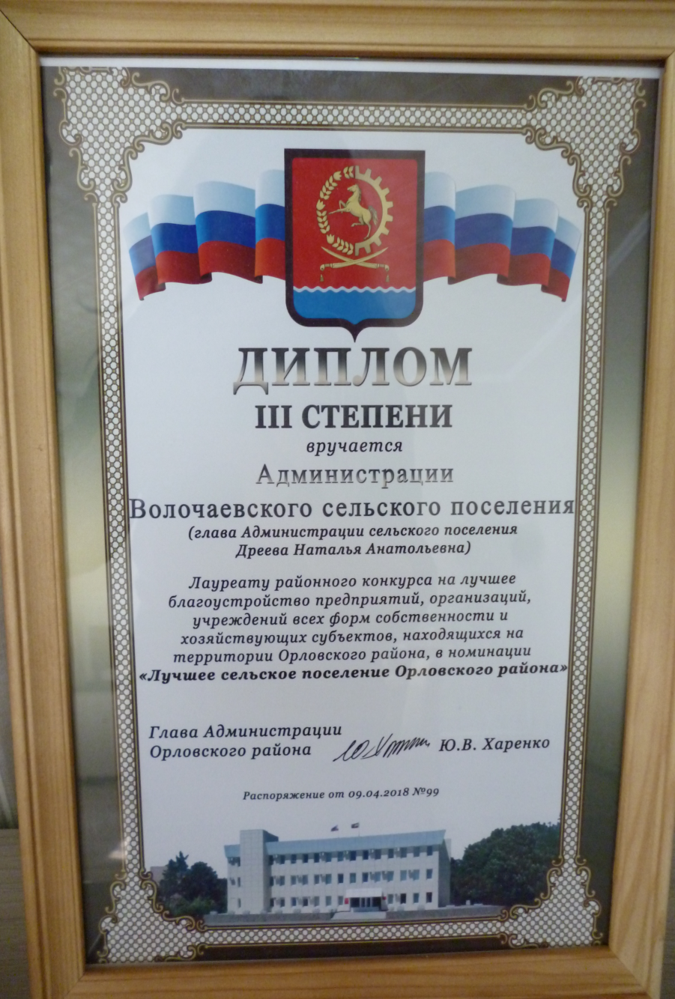 ДИПЛОМ
III СТЕПЕНИ
вручается
Администрации
Волочаевского сельского поселения
(глава Администрации сельского поселения
Дреева Наталья Анатольевна)
Лауреату районного конкурса на лучшее
благоустройство предприятий, организаций,
учреждений всех форм собственности и
хозяйствующих субъектов, находящихся на
территории Орловского района, в номинации
«Лучшее сельское поселение Орловского района»
Глава Администрации
Орловского района Ю.В. Харенко
Распоряжение от 09.04.2018 №99